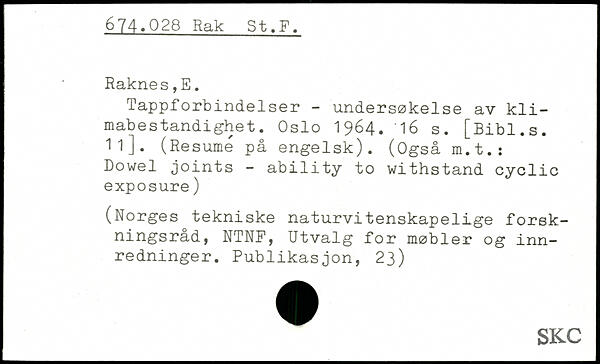 674.028 Rak St.F.
Raknes,E.
Tappforbindelser - undersøkelse av kli-
mabestandighet. Oslo 1964. 16 s. [Bibl.s.
11]. (Resumé på engelsk). (Også m.t.:
Dowel joints - ability to withstand cyclic
exposure)
(Norges tekniske naturvitenskapelige forsk-
ningsråd, NTNF, Utvalg for møbler og inn-
redninger. Publikasjon, 23)
SKC